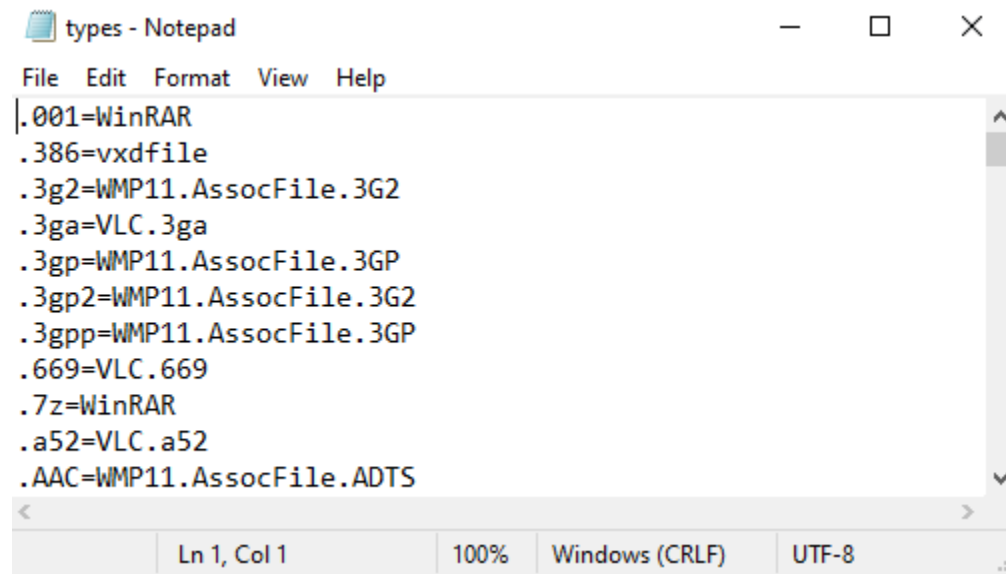 types - Notepad
File Edit Format View Help
.001=WinRAR
.386=vxdfile
.3g2=WMP11.AssocFile.3G2
.3ga=VLC.3ga
.3gp=WMP11.AssocFile.3GP
.3gp2=WMP11.AssocFile.3G2
.3gpp=WMP11.AssocFile.3GP
.669=VLC.669
.7z=WinRAR
.a52=VLC.a52
.AAC=WMP11.AssocFile.ADTS
Ln 1, Col 1 100% Windows (CRLF) UTF-8